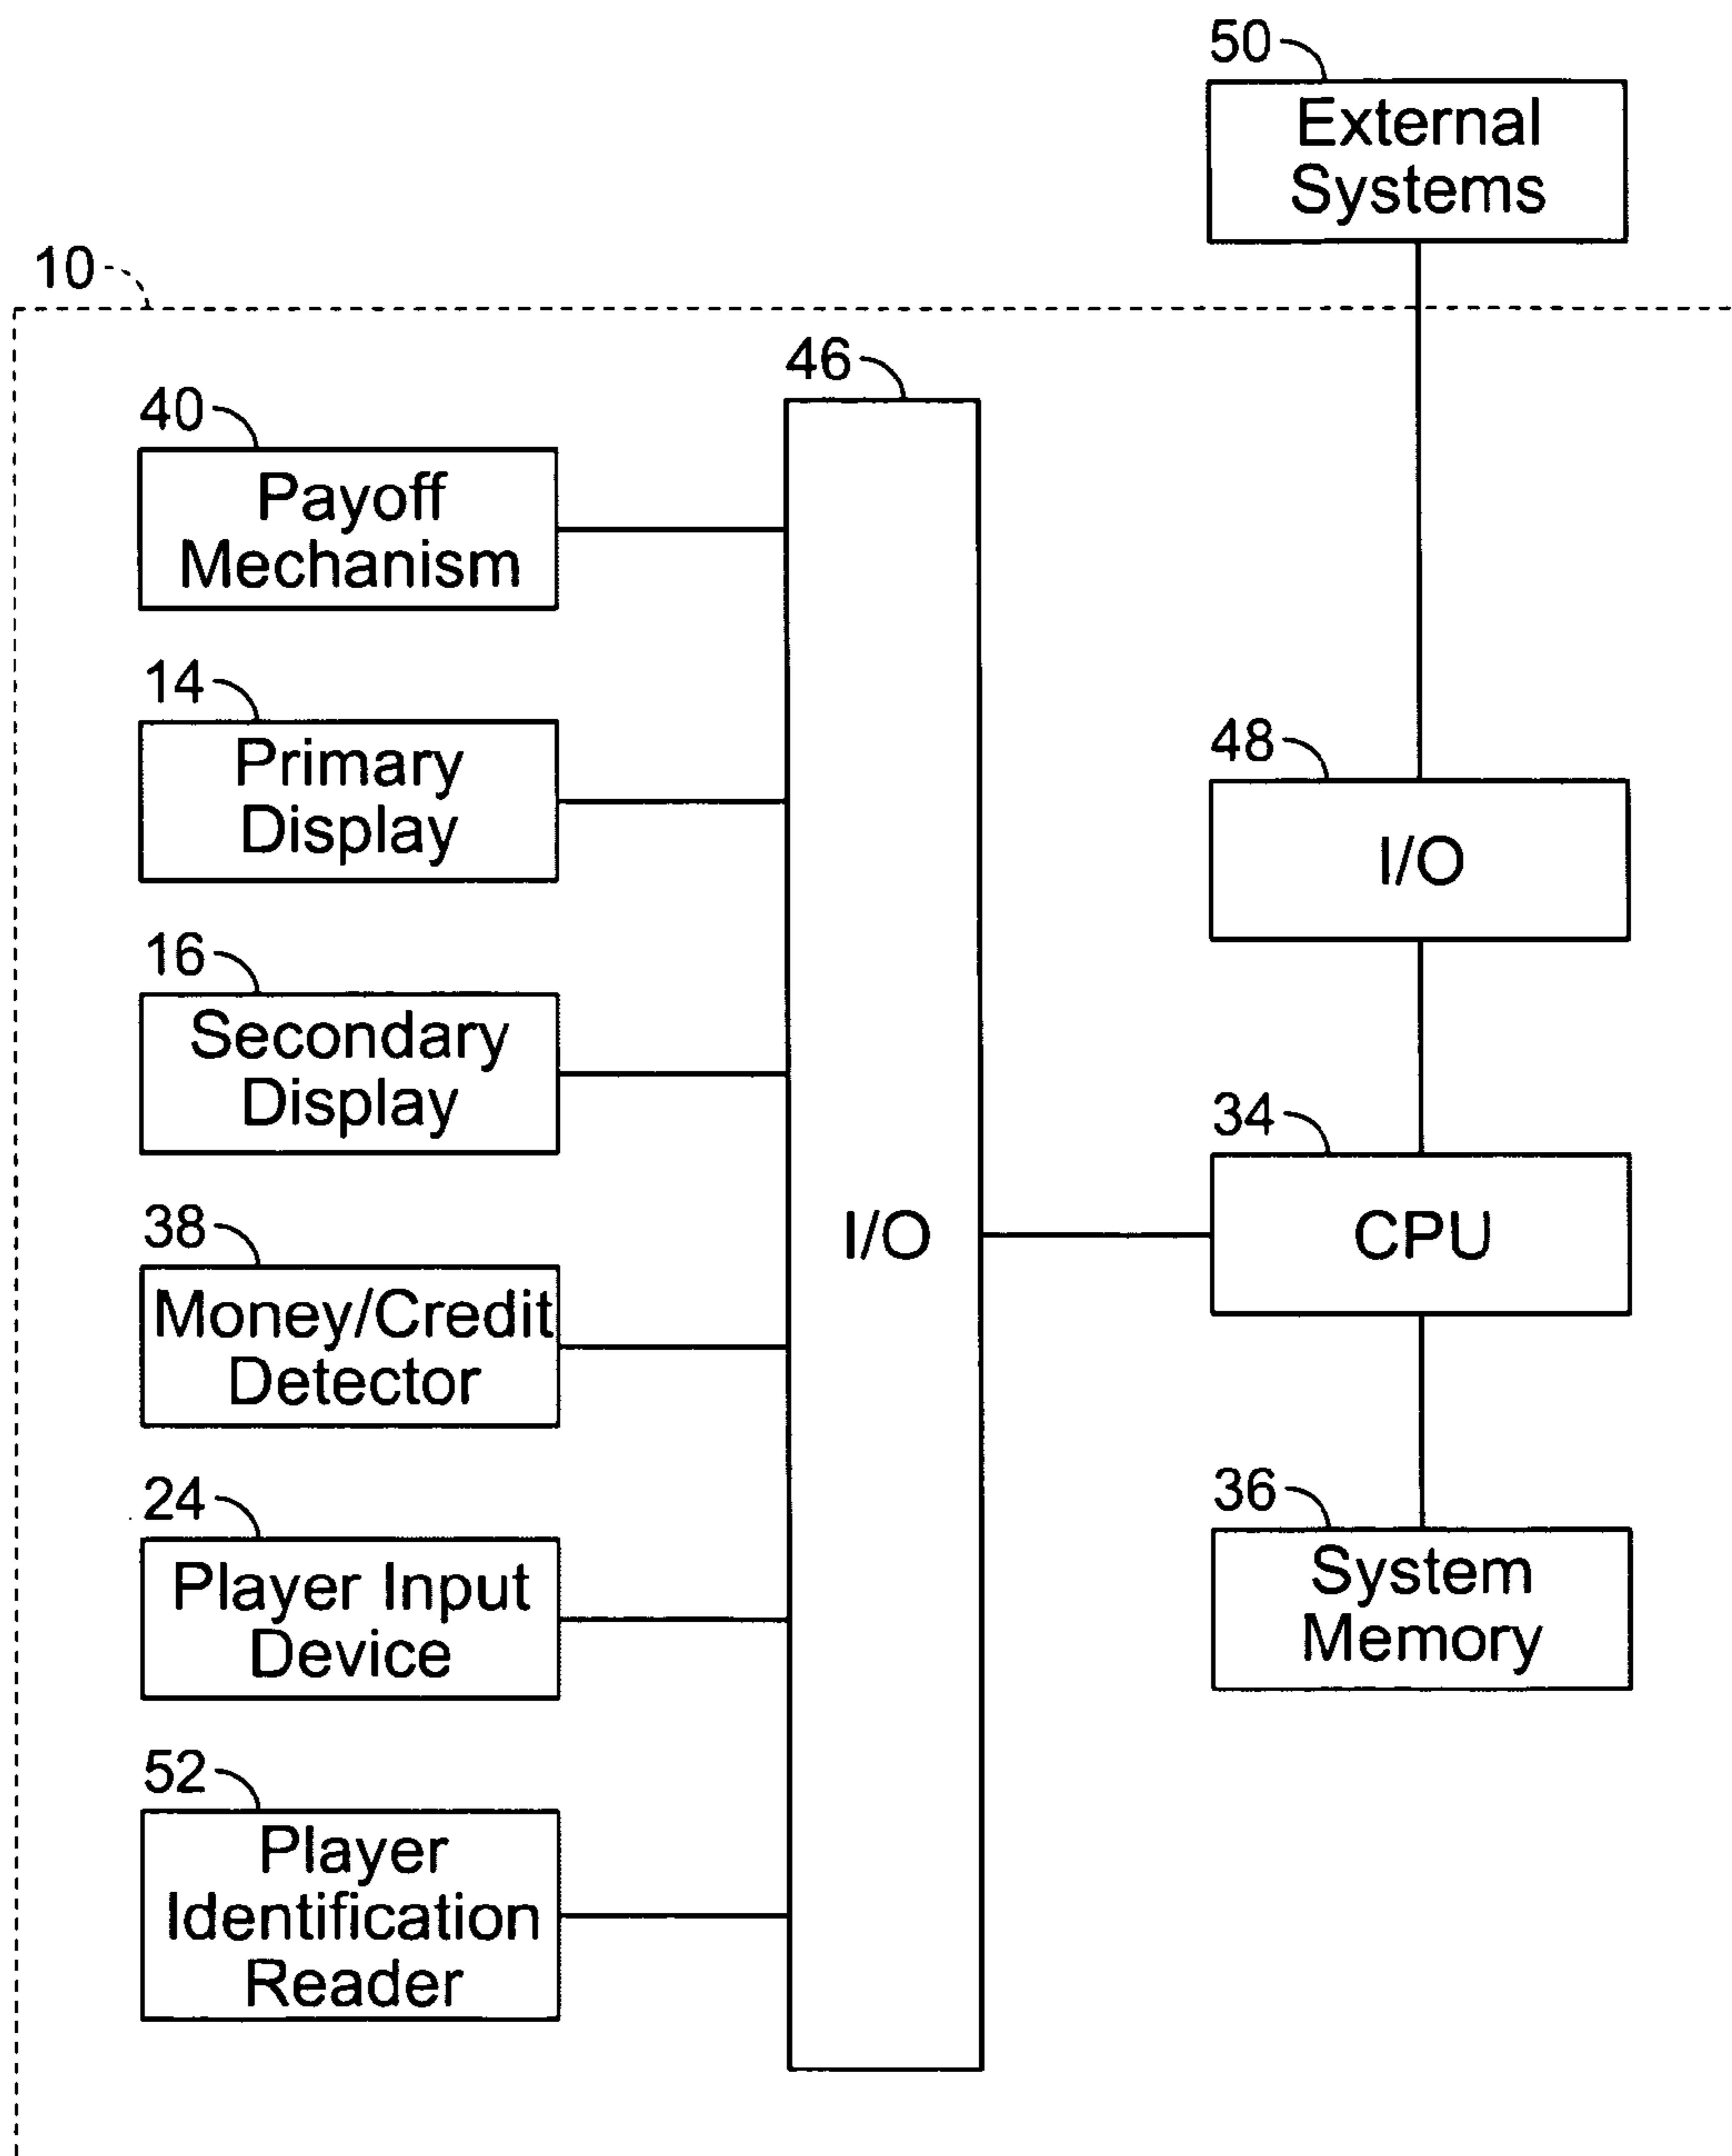 50
External
Systems
10
46
40
Payoff
Mechanism
14
Primary
Display
48
I/O
16
Secondary
Display
34
CPU
38
Money/Credit
Detector
I/O
24
Player Input
Device
36
System
Memory
52
Player
Identification
Reader